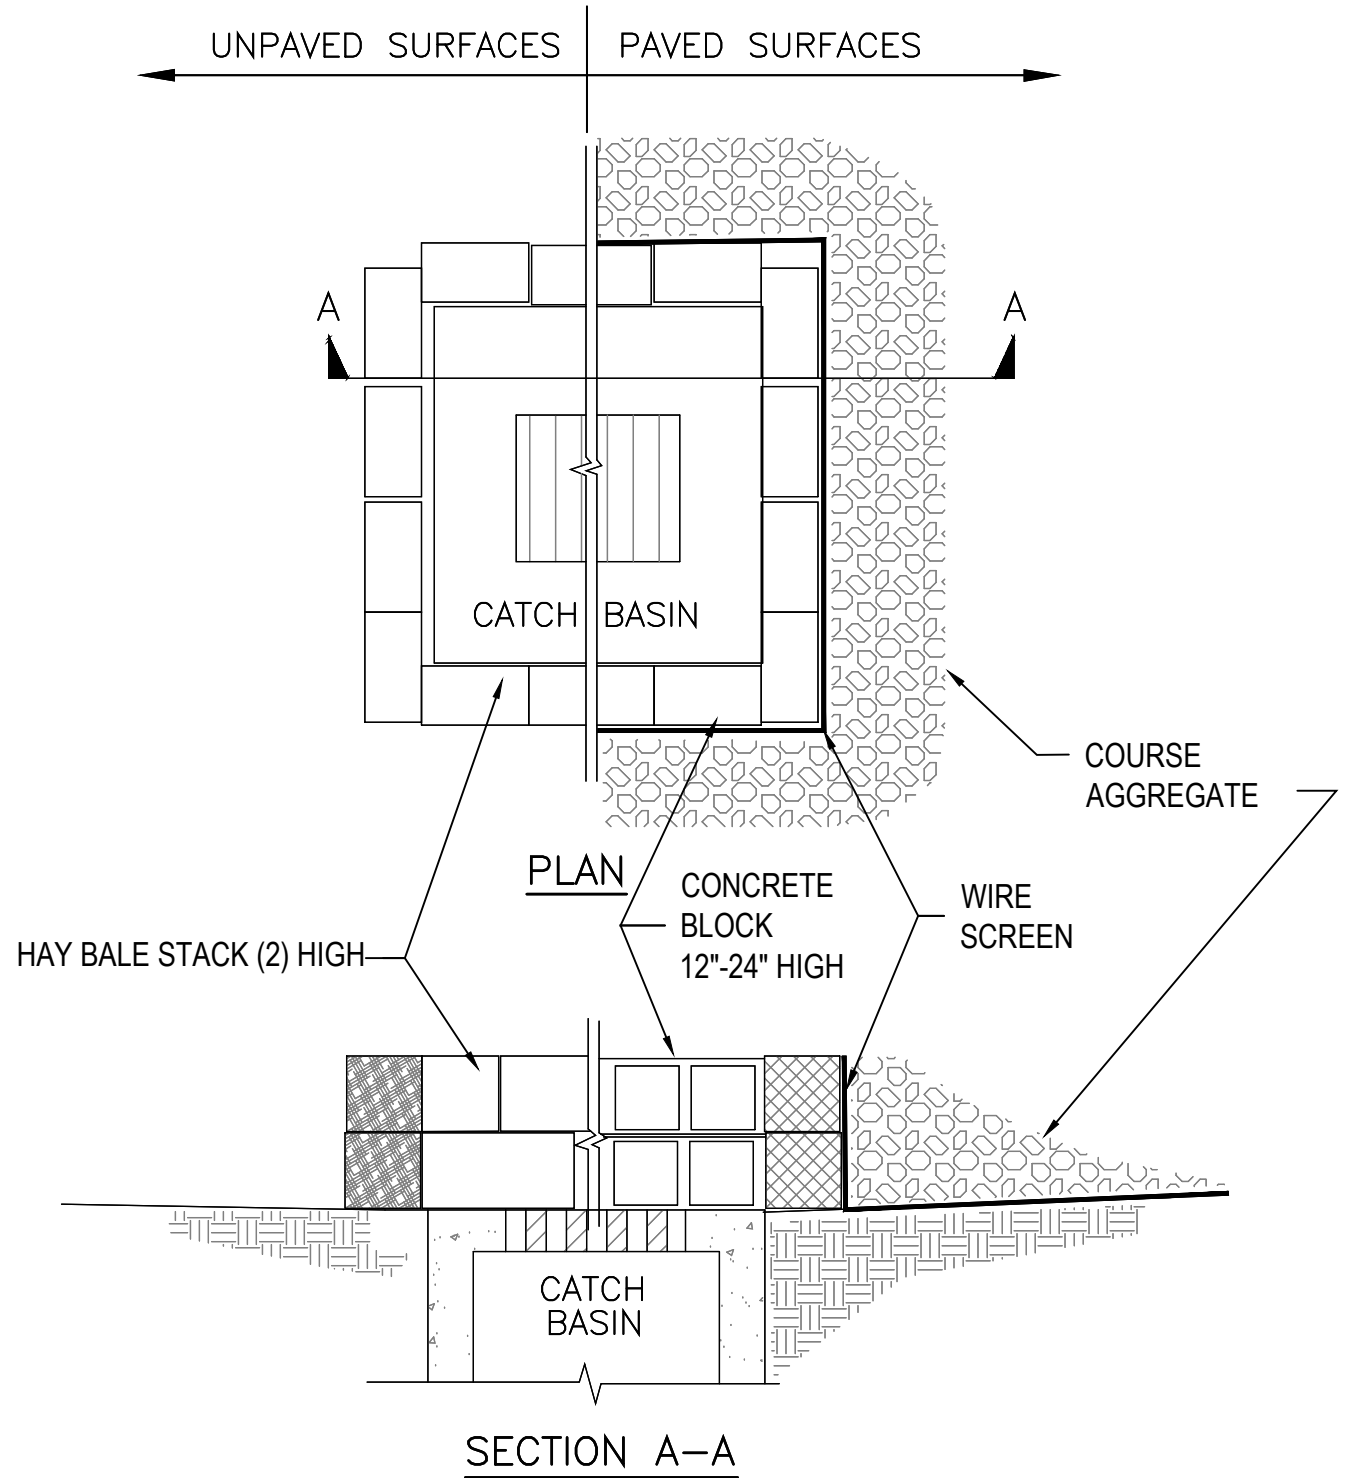 UNPAVED SURFACES
PAVED SURFACES
A
A
CATCH BASIN
COURSE
AGGREGATE
PLAN
CONCRETE
BLOCK
12"-24" HIGH
WIRE
SCREEN
HAY BALE STACK (2) HIGH
CATCH
BASIN
SECTION A-A